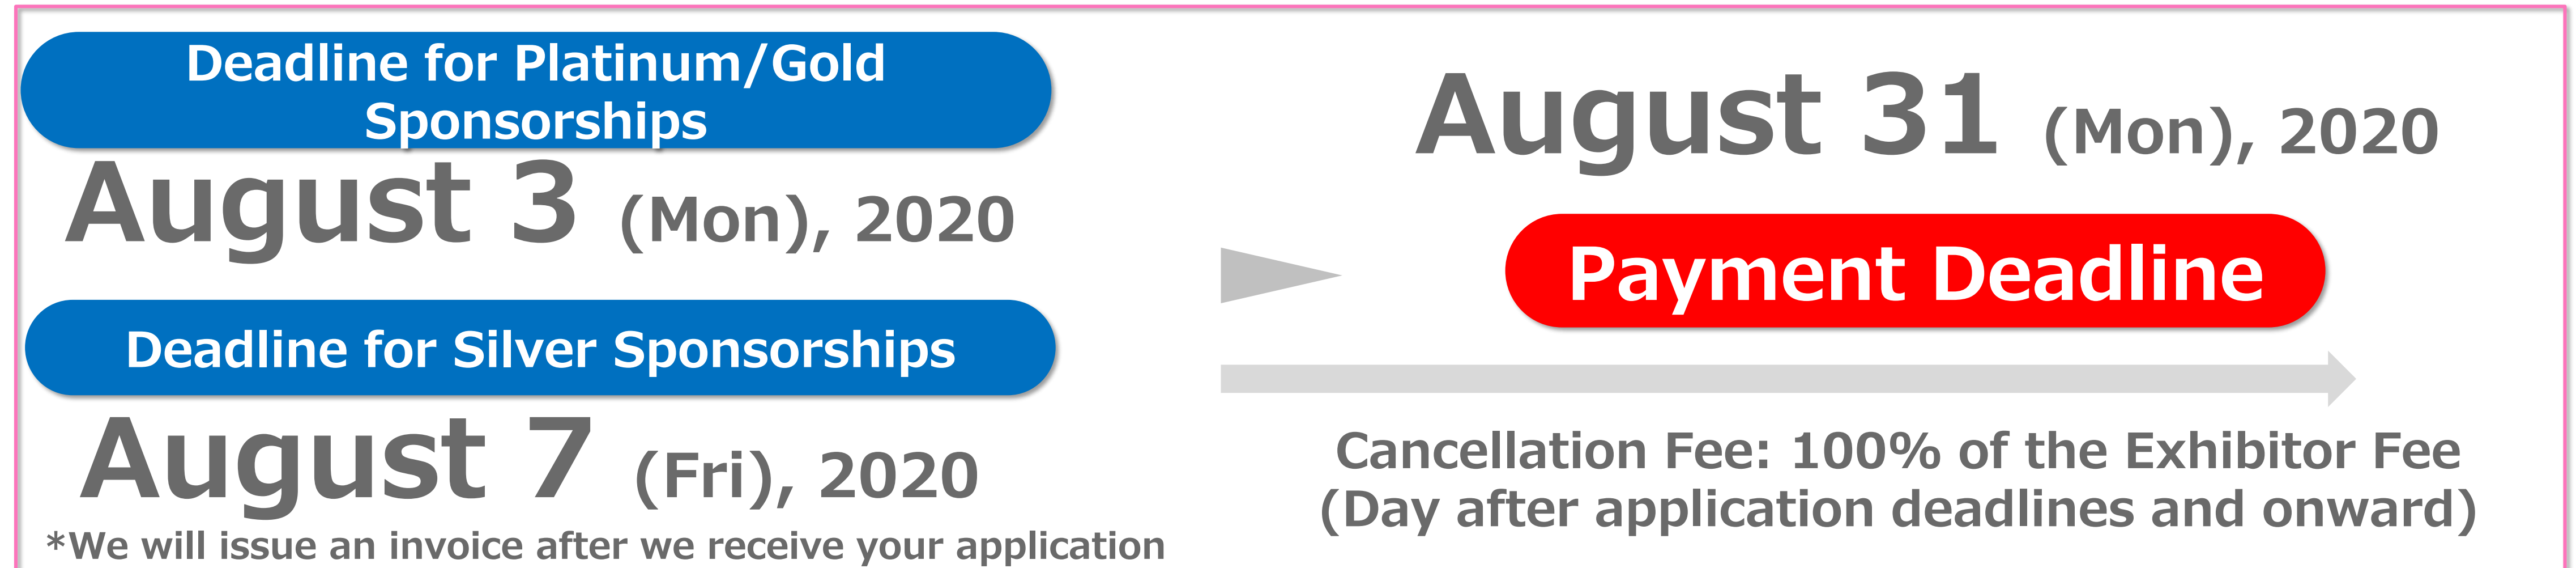 Deadline for Platinum/Gold
Sponsorships
August 3 (Mon), 2020
Deadline for Silver Sponsorships
August 7 (Fri), 2020
*We will issue an invoice after we receive your application
August 31 (Mon), 2020
Payment Deadline
Cancellation Fee: 100% of the Exhibitor Fee
(Day after application deadlines and onward)